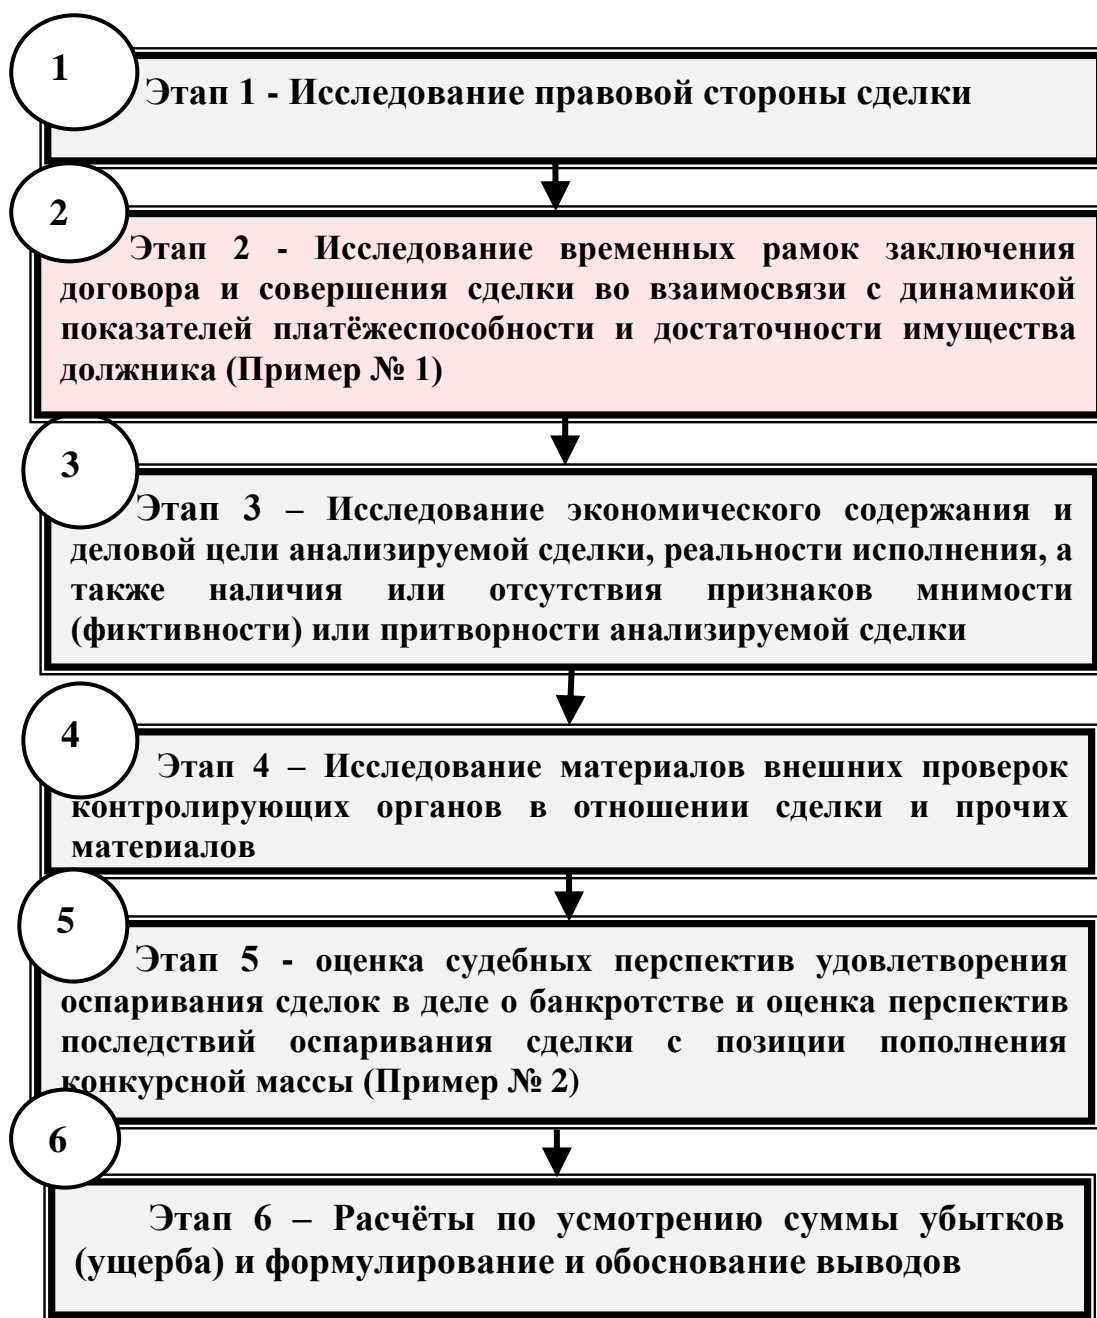 1
Этап 1 - Исследование правовой стороны сделки
2
Этап 2 - Исследование временных рамок заключения
договора и совершения сделки во взаимосвязи с динамикой
показателей платёжеспособности и достаточности имущества
должника (Пример № 1)
3
Этап 3 – Исследование экономического содержания и
деловой цели анализируемой сделки, реальности исполнения, а
также наличия или отсутствия признаков мнимости
(фиктивности) или притворности анализируемой сделки
4
Этап 4 – Исследование материалов внешних проверок
контролирующих органов в отношении сделки и прочих
материалов
5
Этап 5 - оценка судебных перспектив удовлетворения
оспаривания сделок в деле о банкротстве и оценка перспектив
последствий оспаривания сделки с позиции пополнения
конкурсной массы (Пример № 2)
6
Этап 6 – Расчёты по усмотрению суммы убытков
(ущерба) и формулирование и обоснование выводов